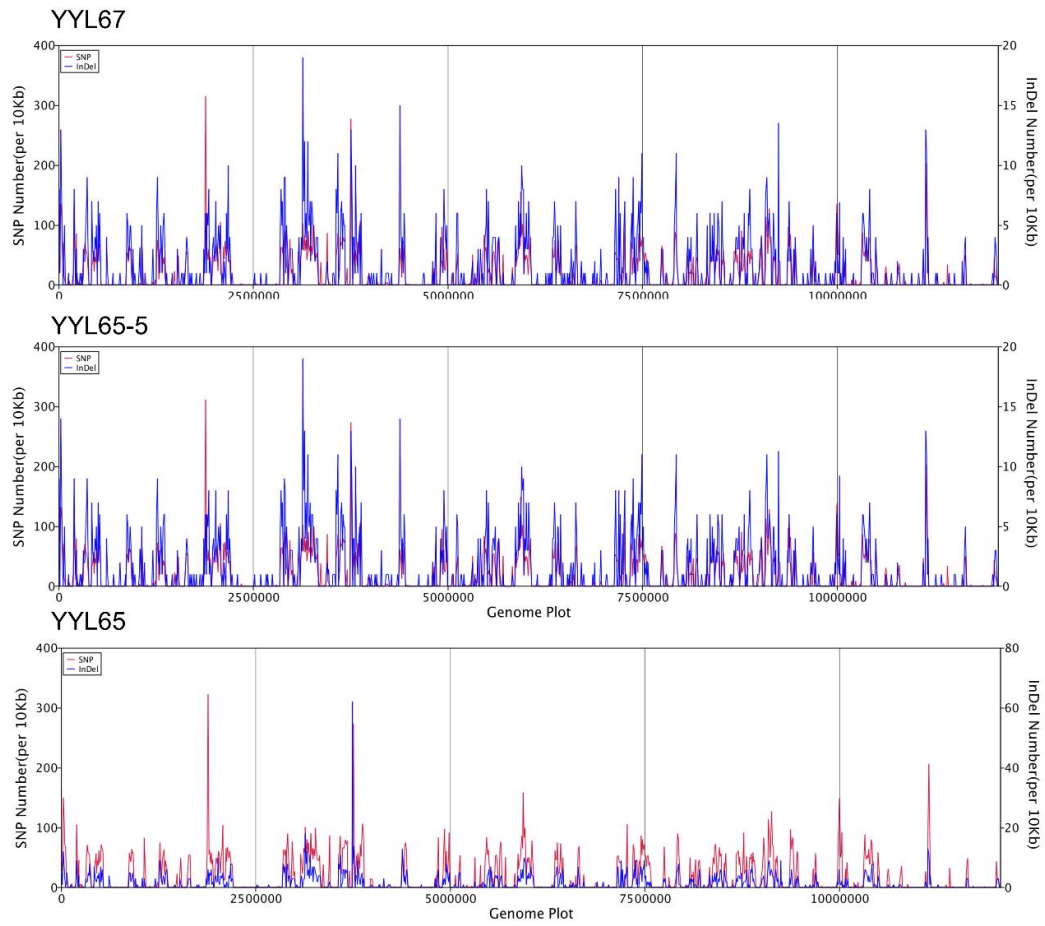 YYL67
SNP Number(per 10Kb)
400
300
200
100
0
SNP
InDel
20
15
10
5
0
InDel Number(per 10Kb)
0 2500000 5000000 7500000 10000000
YYL65-5
SNP Number(per 10Kb)
400
300
200
100
0
SNP
InDel
20
15
10
5
0
InDel Number(per 10Kb)
0 2500000 5000000 7500000 10000000
Genome Plot
YYL65
SNP Number(per 10Kb)
400
300
200
100
0
SNP
InDel
80
60
40
20
0
InDel Number(per 10Kb)
0 2500000 5000000 7500000 10000000
Genome Plot